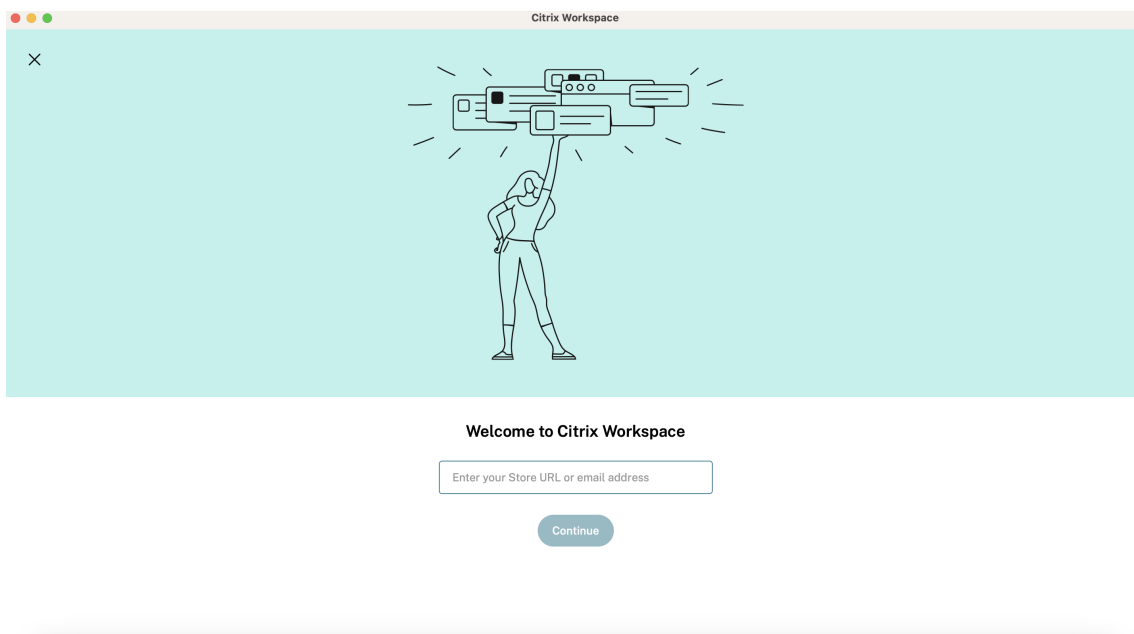 Citrix Workspace
Welcome to Citrix Workspace
Enter your Store URL or email address
Continue